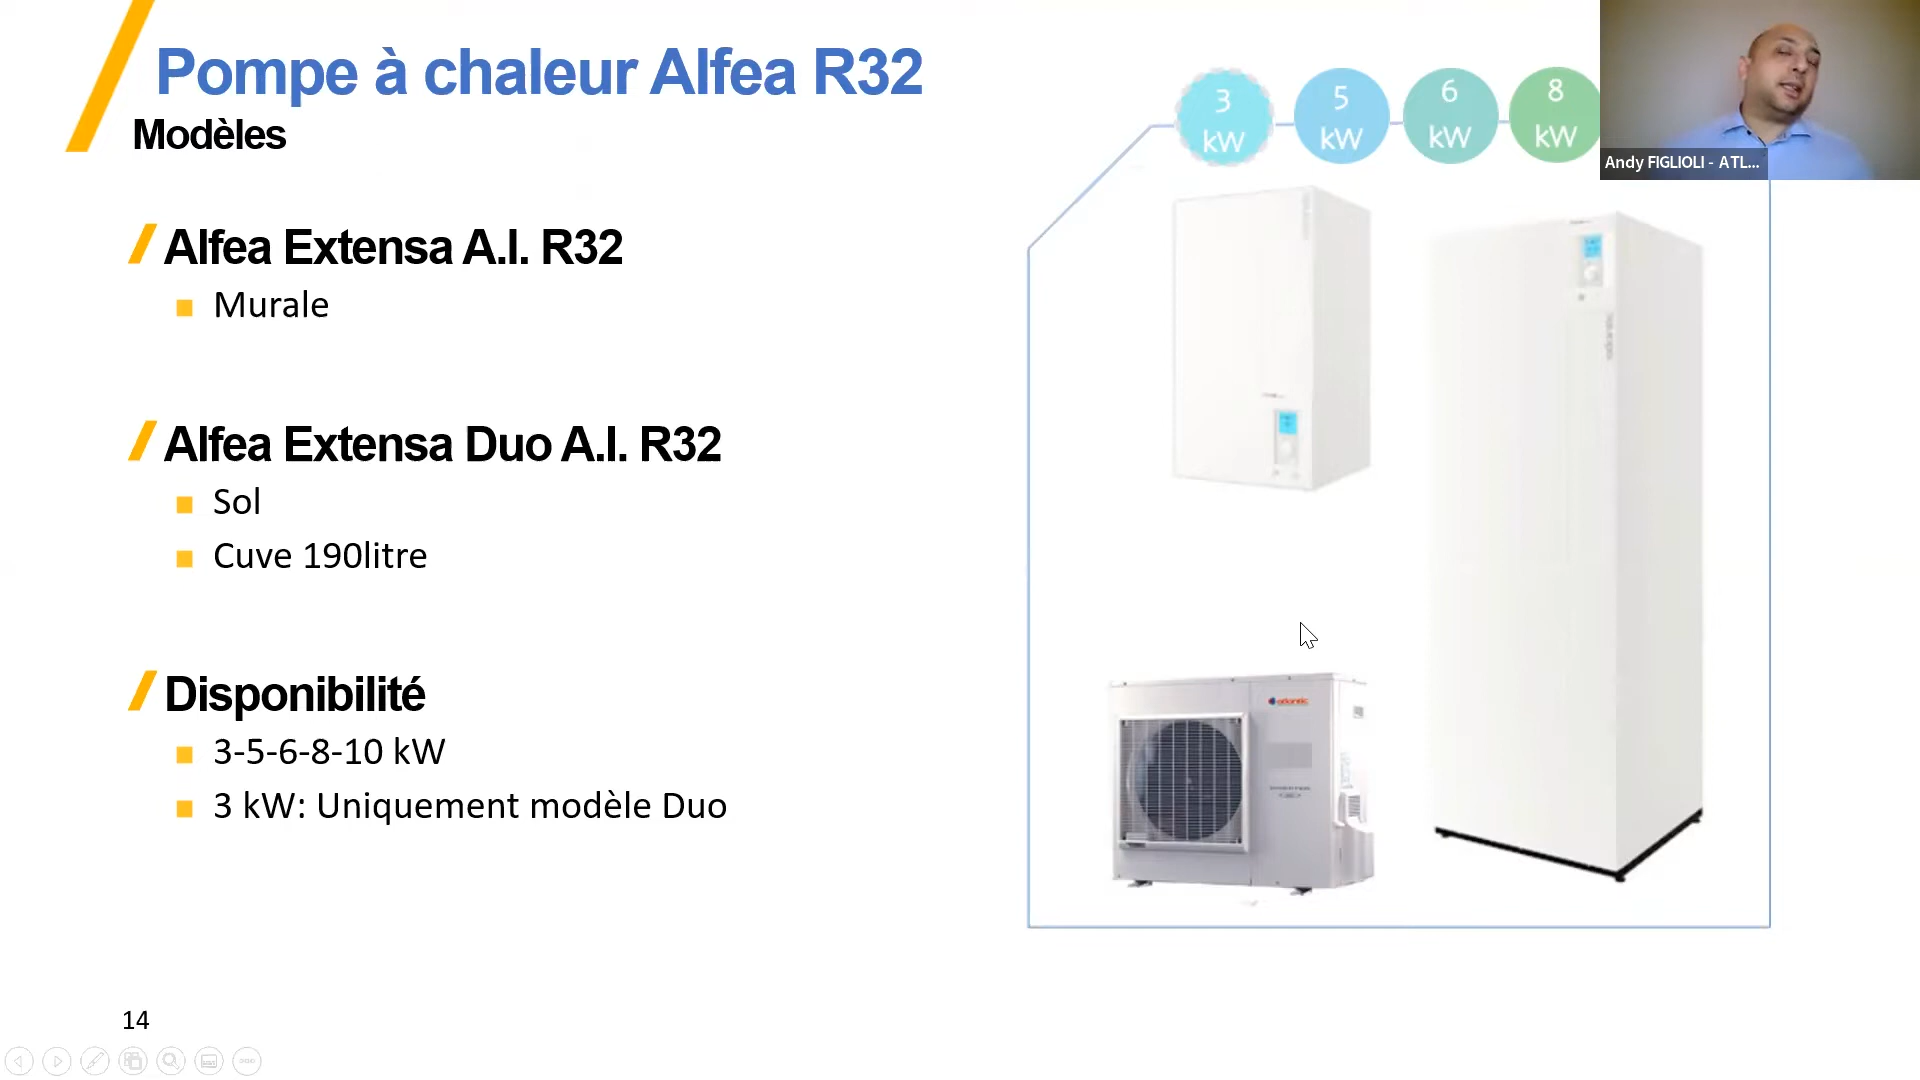 Pompe à chaleur Alfea R32
Modèles
Alfea Extensa A.I. R32
Murale
Alfea Extensa Duo A.I. R32
Sol
Cuve 190litre
Disponibilité
3-5-6-8-10 kW
3 kW: Uniquement modèle Duo
14
3 kW
5 kW
6 kW
8 kW
Andy FIGLIOLI - ATL...
atlantic
atlantic